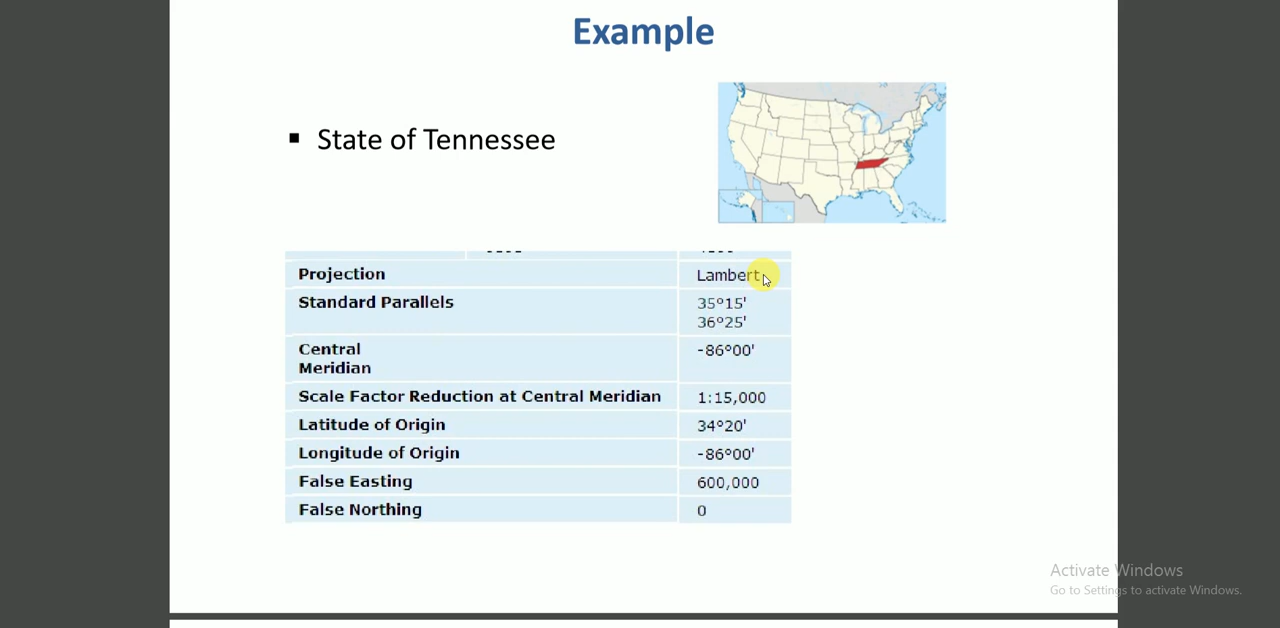 Example
▪ State of Tennessee
Projection Lambert
Standard Parallels 35°15'
36°25'
Central -86°00'
Meridian
Scale Factor Reduction at Central Meridian 1:15,000
Latitude of Origin 34°20'
Longitude of Origin -86°00'
False Easting 600,000
False Northing 0
Activate Windows
Go to Settings to activate Windows.